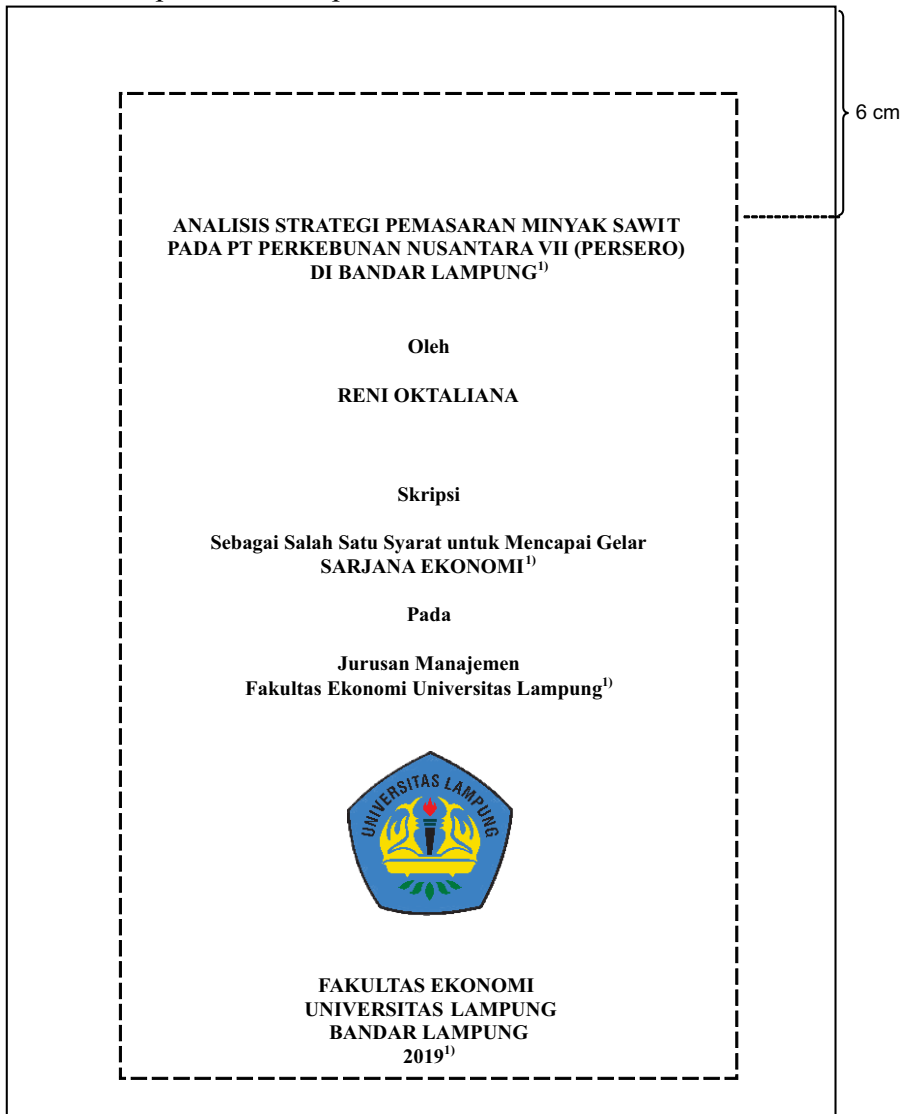 6 cm
ANALISIS STRATEGI PEMASARAN MINYAK SAWIT
PADA PT PERKEBUNAN NUSANTARA VII (PERSERO)
DI BANDAR LAMPUNG1)
Oleh
RENI OKTALIANA
Skripsi
Sebagai Salah Satu Syarat untuk Mencapai Gelar
SARJANA EKONOMI1)
Pada
Jurusan Manajemen
Fakultas Ekonomi Universitas Lampung1)
UNIVERSITAS LAMPUNG
FAKULTAS EKONOMI
UNIVERSITAS LAMPUNG
BANDAR LAMPUNG
20191)